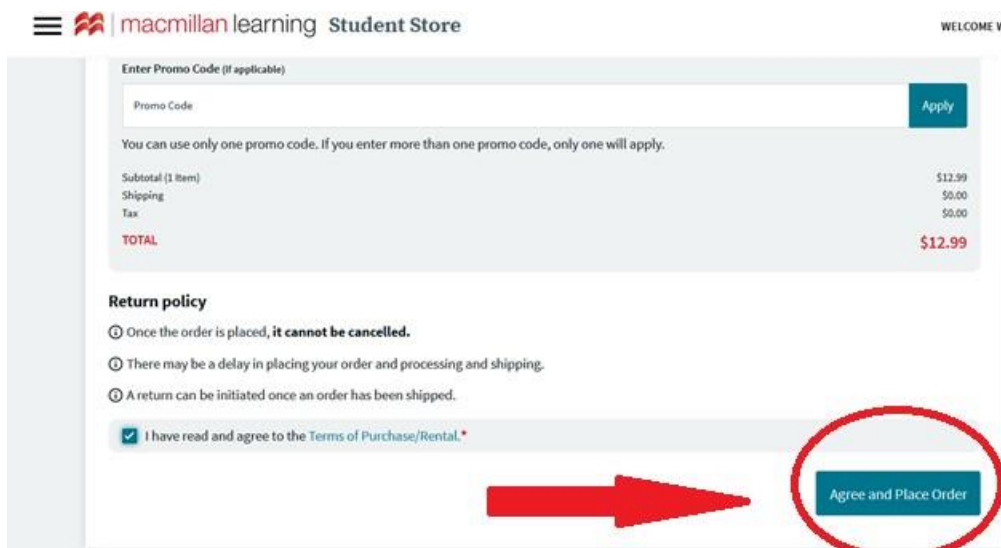 macmillan learning Student Store
WELCOME W
Enter Promo Code (if applicable)
Promo Code
Apply
You can use only one promo code. If you enter more than one promo code, only one will apply.
Subtotal (1 Item) $12.99
Shipping $0.00
Tax $0.00
TOTAL $12.99
Return policy
Once the order is placed, it cannot be cancelled.
There may be a delay in placing your order and processing and shipping.
A return can be initiated once an order has been shipped.
I have read and agree to the Terms of Purchase/Rental.*
Agree and Place Order